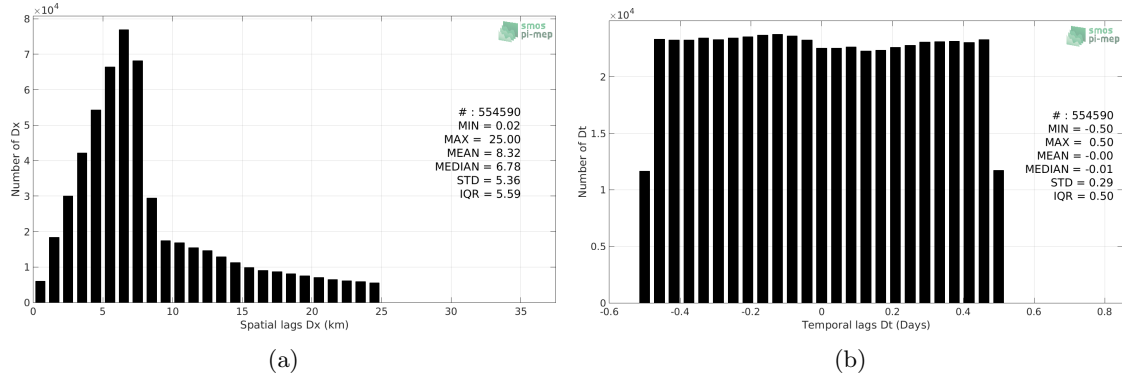 ×10⁴
8
7
6
5
4
3
2
1
0
Number of Dx
0 5 10 15 20 25 30 35
Spatial lags Dx (km)
smos
pi-mep
# : 554590
MIN = 0.02
MAX = 25.00
MEAN = 8.32
MEDIAN = 6.78
STD = 5.36
IQR = 5.59
(a)
×10⁴
2
1.5
1
0.5
0
Number of Dt
-0.6 -0.4 -0.2 0 0.2 0.4 0.6 0.8
Temporal lags Dt (Days)
smos
pi-mep
# : 554590
MIN = -0.50
MAX = 0.50
MEAN = -0.00
MEDIAN = -0.01
STD = 0.29
IQR = 0.50
(b)